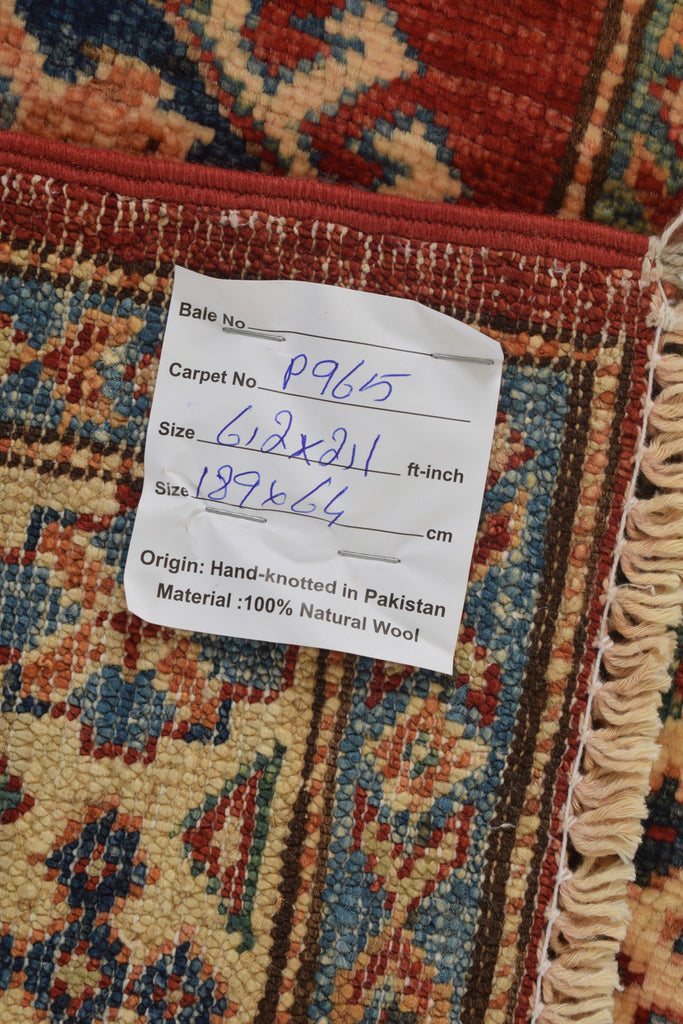 Bale No
Carpet No P965
Size 6,2x2,1 ft-inch
Size 189x64 cm
Origin: Hand-knotted in Pakistan
Material :100% Natural Wool